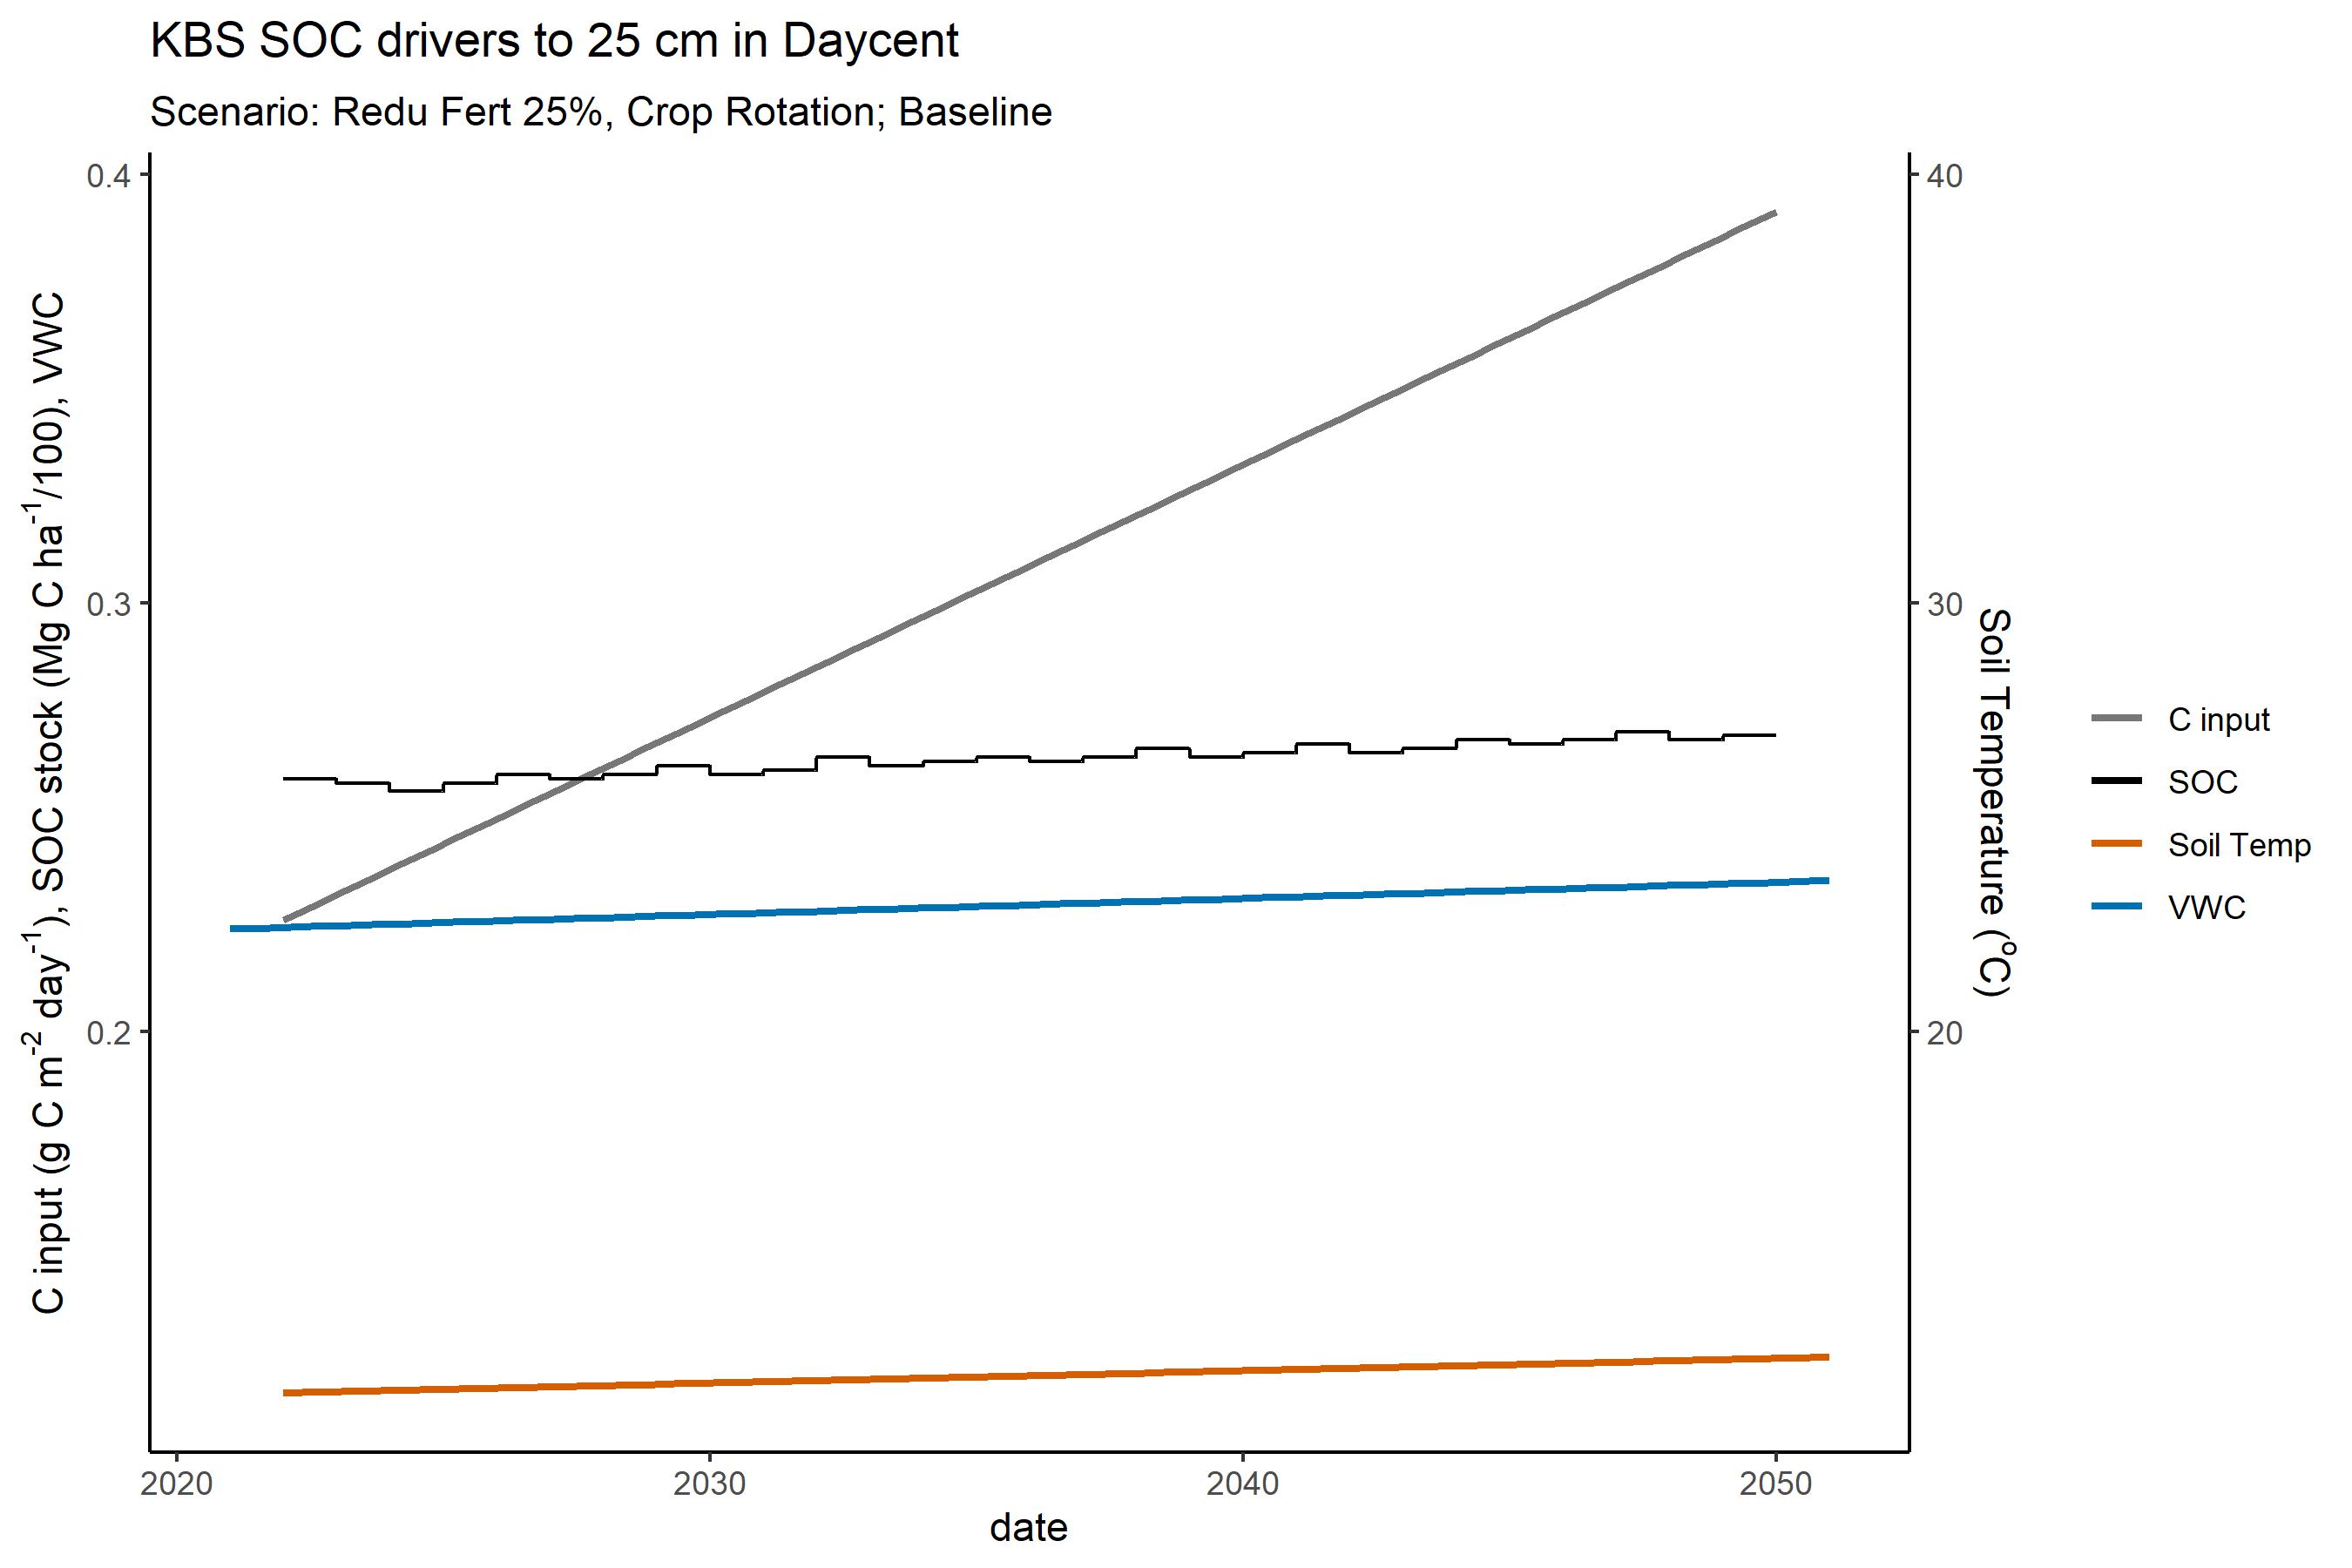 KBS SOC drivers to 25 cm in Daycent
Scenario: Redu Fert 25%, Crop Rotation; Baseline
C input (g C m⁻² day⁻¹), SOC stock (Mg C ha⁻¹/100), VWC
0.4
0.3
0.2
40
30
20
Soil Temperature (°C)
C input
SOC
Soil Temp
VWC
2020 2030 2040 2050
date